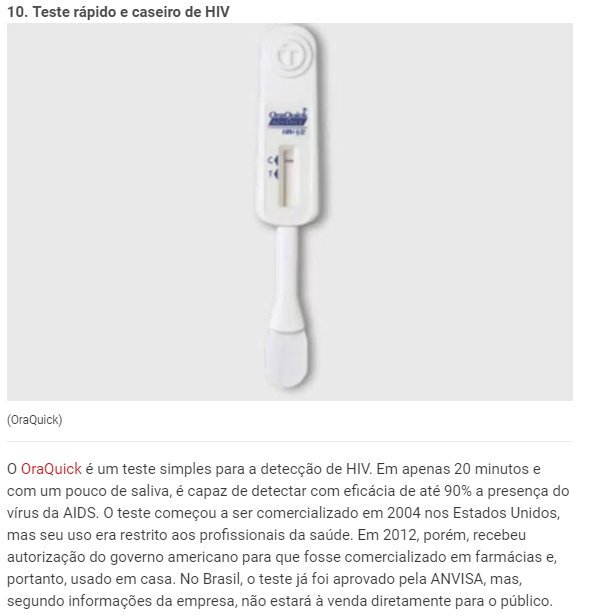 10. Teste rápido e caseiro de HIV
OraQuick
ADVANCE
HIV-1/2
C
T
(OraQuick)
O OraQuick é um teste simples para a detecção de HIV. Em apenas 20 minutos e
com um pouco de saliva, é capaz de detectar com eficácia de até 90% a presença do
vírus da AIDS. O teste começou a ser comercializado em 2004 nos Estados Unidos,
mas seu uso era restrito aos profissionais da saúde. Em 2012, porém, recebeu
autorização do governo americano para que fosse comercializado em farmácias e,
portanto, usado em casa. No Brasil, o teste já foi aprovado pela ANVISA, mas,
segundo informações da empresa, não estará à venda diretamente para o público.